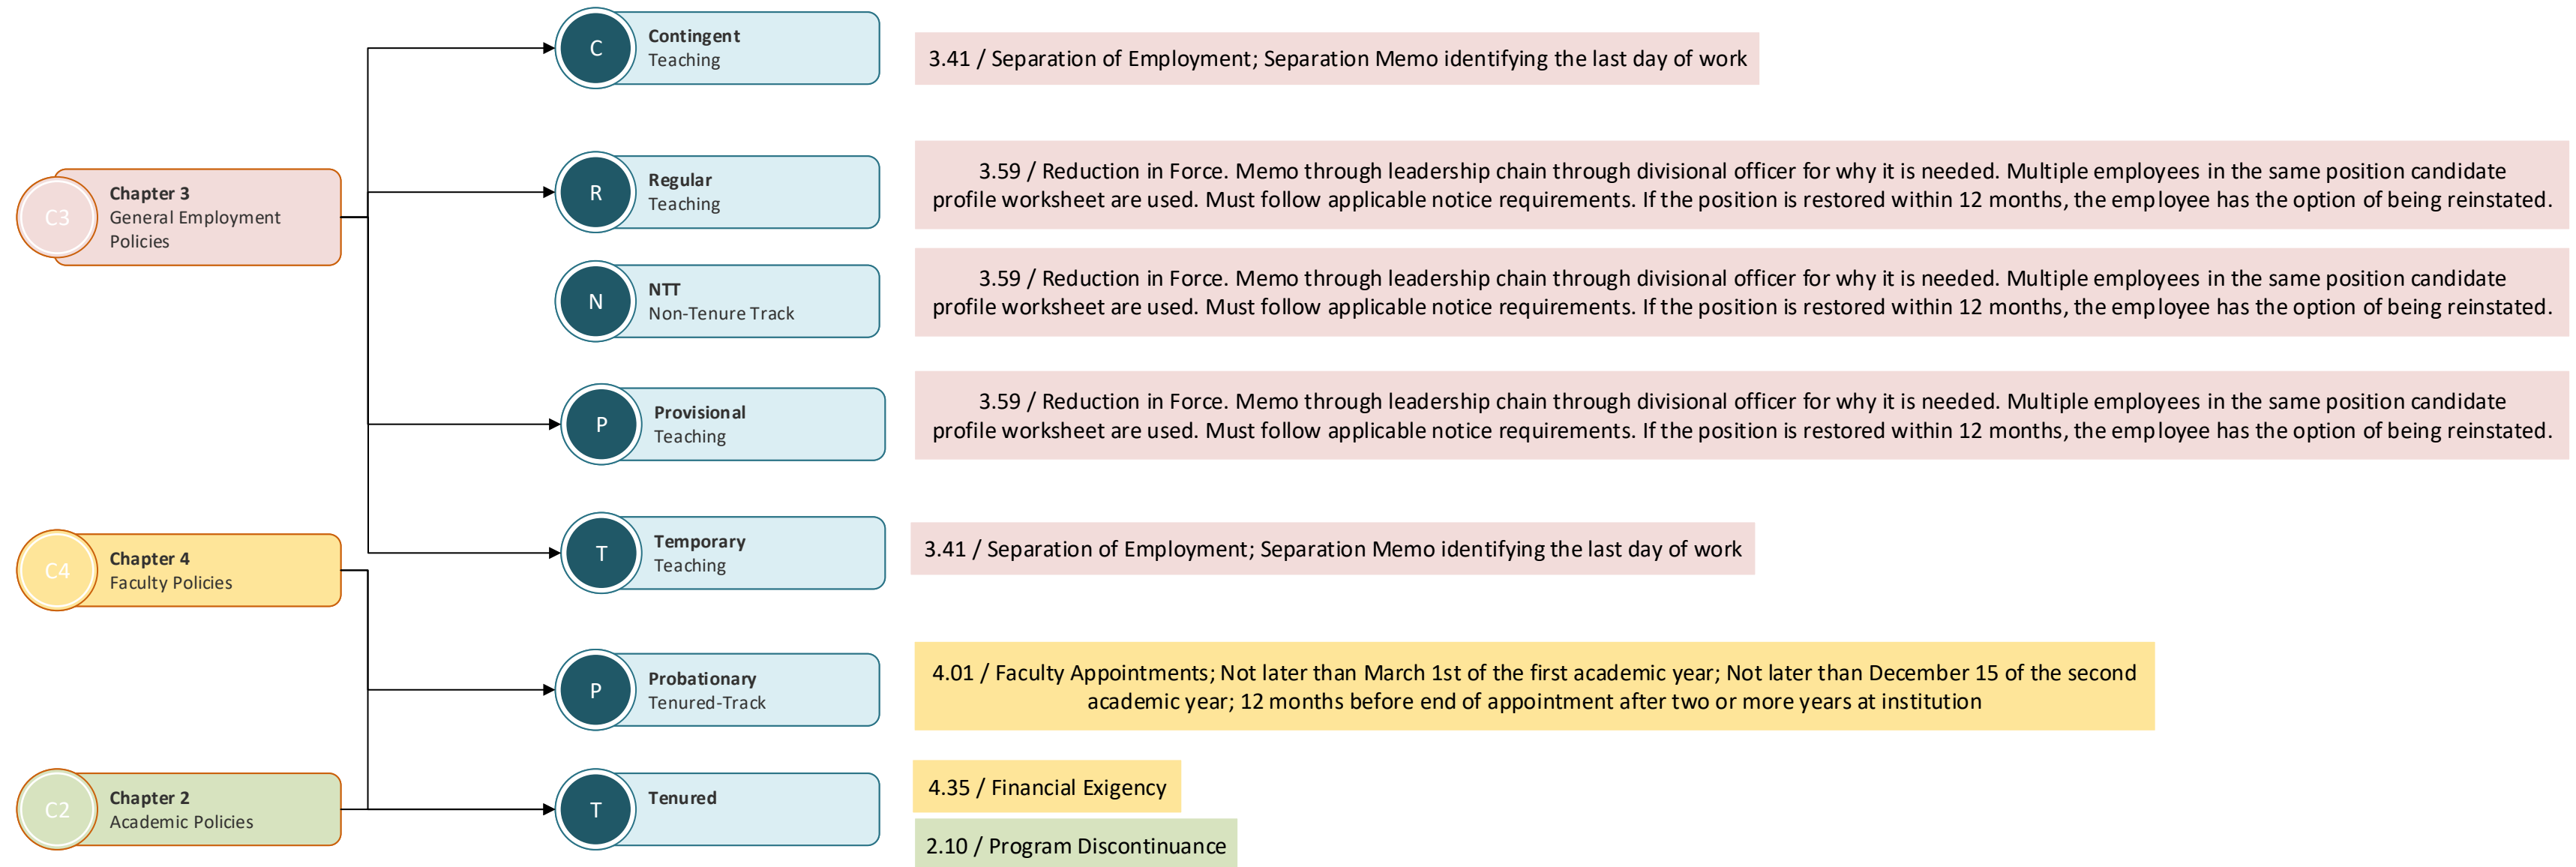 C
Contingent
Teaching
3.41 / Separation of Employment; Separation Memo identifying the last day of work
C3
Chapter 3
General Employment
Policies
R
Regular
Teaching
3.59 / Reduction in Force. Memo through leadership chain through divisional officer for why it is needed. Multiple employees in the same position candidate
profile worksheet are used. Must follow applicable notice requirements. If the position is restored within 12 months, the employee has the option of being reinstated.
N
NTT
Non-Tenure Track
3.59 / Reduction in Force. Memo through leadership chain through divisional officer for why it is needed. Multiple employees in the same position candidate
profile worksheet are used. Must follow applicable notice requirements. If the position is restored within 12 months, the employee has the option of being reinstated.
P
Provisional
Teaching
3.59 / Reduction in Force. Memo through leadership chain through divisional officer for why it is needed. Multiple employees in the same position candidate
profile worksheet are used. Must follow applicable notice requirements. If the position is restored within 12 months, the employee has the option of being reinstated.
C4
Chapter 4
Faculty Policies
T
Temporary
Teaching
3.41 / Separation of Employment; Separation Memo identifying the last day of work
P
Probationary
Tenured-Track
4.01 / Faculty Appointments; Not later than March 1st of the first academic year; Not later than December 15 of the second
academic year; 12 months before end of appointment after two or more years at institution
C2
Chapter 2
Academic Policies
T
Tenured
4.35 / Financial Exigency
2.10 / Program Discontinuance